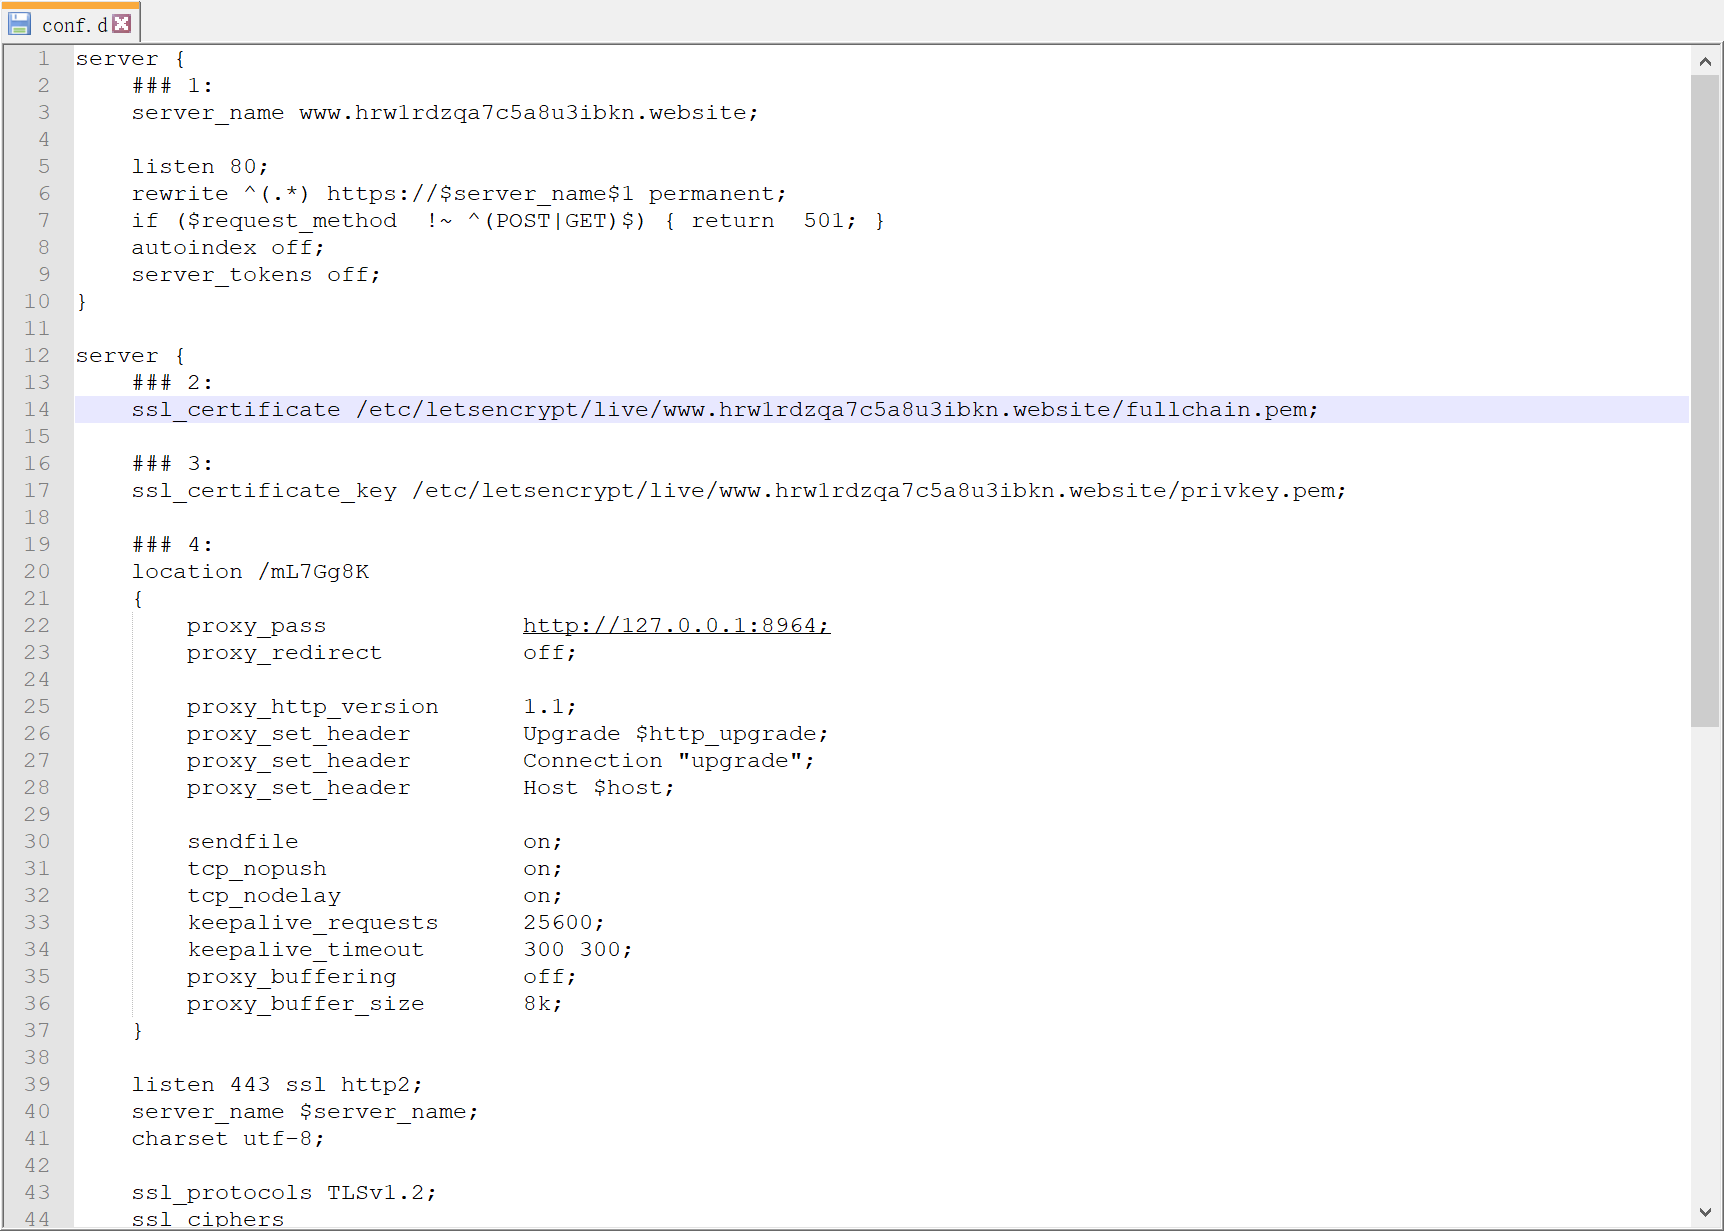 conf.d
1 server {
2 ### 1:
3 server_name www.hrw1rdzqa7c5a8u3ibkn.website;
4
5 listen 80;
6 rewrite ^(.*) https://$server_name$1 permanent;
7 if ($request_method  !~ ^(POST|GET)$) { return  501; }
8 autoindex off;
9 server_tokens off;
10 }
11
12 server {
13 ### 2:
14 ssl_certificate /etc/letsencrypt/live/www.hrw1rdzqa7c5a8u3ibkn.website/fullchain.pem;
15
16 ### 3:
17 ssl_certificate_key /etc/letsencrypt/live/www.hrw1rdzqa7c5a8u3ibkn.website/privkey.pem;
18
19 ### 4:
20 location /mL7Gg8K
21 {
22 proxy_pass http://127.0.0.1:8964;
23 proxy_redirect off;
24
25 proxy_http_version 1.1;
26 proxy_set_header Upgrade $http_upgrade;
27 proxy_set_header Connection "upgrade";
28 proxy_set_header Host $host;
29
30 sendfile on;
31 tcp_nopush on;
32 tcp_nodelay on;
33 keepalive_requests 25600;
34 keepalive_timeout 300 300;
35 proxy_buffering off;
36 proxy_buffer_size 8k;
37 }
38
39 listen 443 ssl http2;
40 server_name $server_name;
41 charset utf-8;
42
43 ssl_protocols TLSv1.2;
44 ssl_ciphers